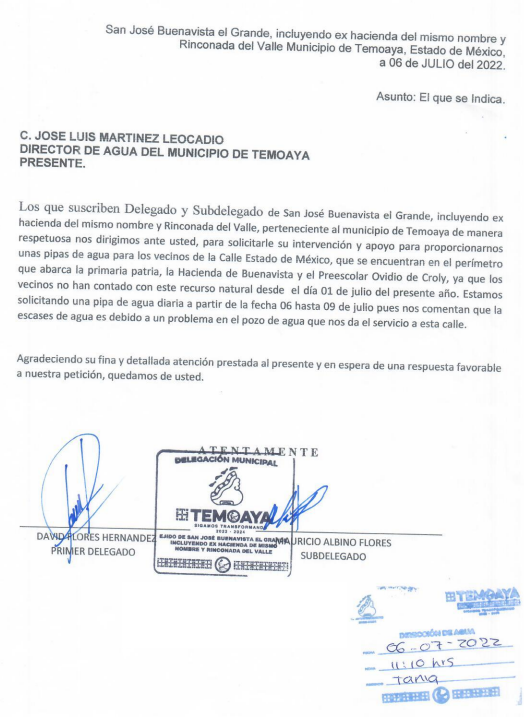 San José Buenavista el Grande, incluyendo ex hacienda del mismo nombre y
Rinconada del Valle Municipio de Temoaya, Estado de México,
a 06 de JULIO del 2022.
Asunto: El que se Indica.
C. JOSE LUIS MARTINEZ LEOCADIO
DIRECTOR DE AGUA DEL MUNICIPIO DE TEMOAYA
PRESENTE.
Los que suscriben Delegado y Subdelegado de San José Buenavista el Grande, incluyendo ex
hacienda del mismo nombre y Rinconada del Valle, perteneciente al municipio de Temoaya de manera
respetuosa nos dirigimos ante usted, para solicitarle su intervención y apoyo para proporcionarnos
unas pipas de agua para los vecinos de la Calle Estado de México, que se encuentran en el perímetro
que abarca la primaria patria, la Hacienda de Buenavista y el Preescolar Ovidio de Croly, ya que los
vecinos no han contado con este recurso natural desde el día 01 de julio del presente año. Estamos
solicitando una pipa de agua diaria a partir de la fecha 06 hasta 09 de julio pues nos comentan que la
escases de agua es debido a un problema en el pozo de agua que nos da el servicio a esta calle.
Agradeciendo su fina y detallada atención prestada al presente y en espera de una respuesta favorable
a nuestra petición, quedamos de usted.
ATENTAMENTE
DELEGACIÓN MUNICIPAL
TEMOAYA
SIGAMOS TRANSFORMANDO
2022 - 2024
EJIDO DE SAN JOSÉ BUENAVISTA EL GRANDE
INCLUYENDO EX HACIENDA DE MISMO
NOMBRE Y RINCONADA DEL VALLE
DAVID FLORES HERNANDEZ
PRIMER DELEGADO
MAURICIO ALBINO FLORES
SUBDELEGADO
TEMOAYA
DIRECCIÓN DE AGUA
06-07-2022
11:10 hrs
Tania